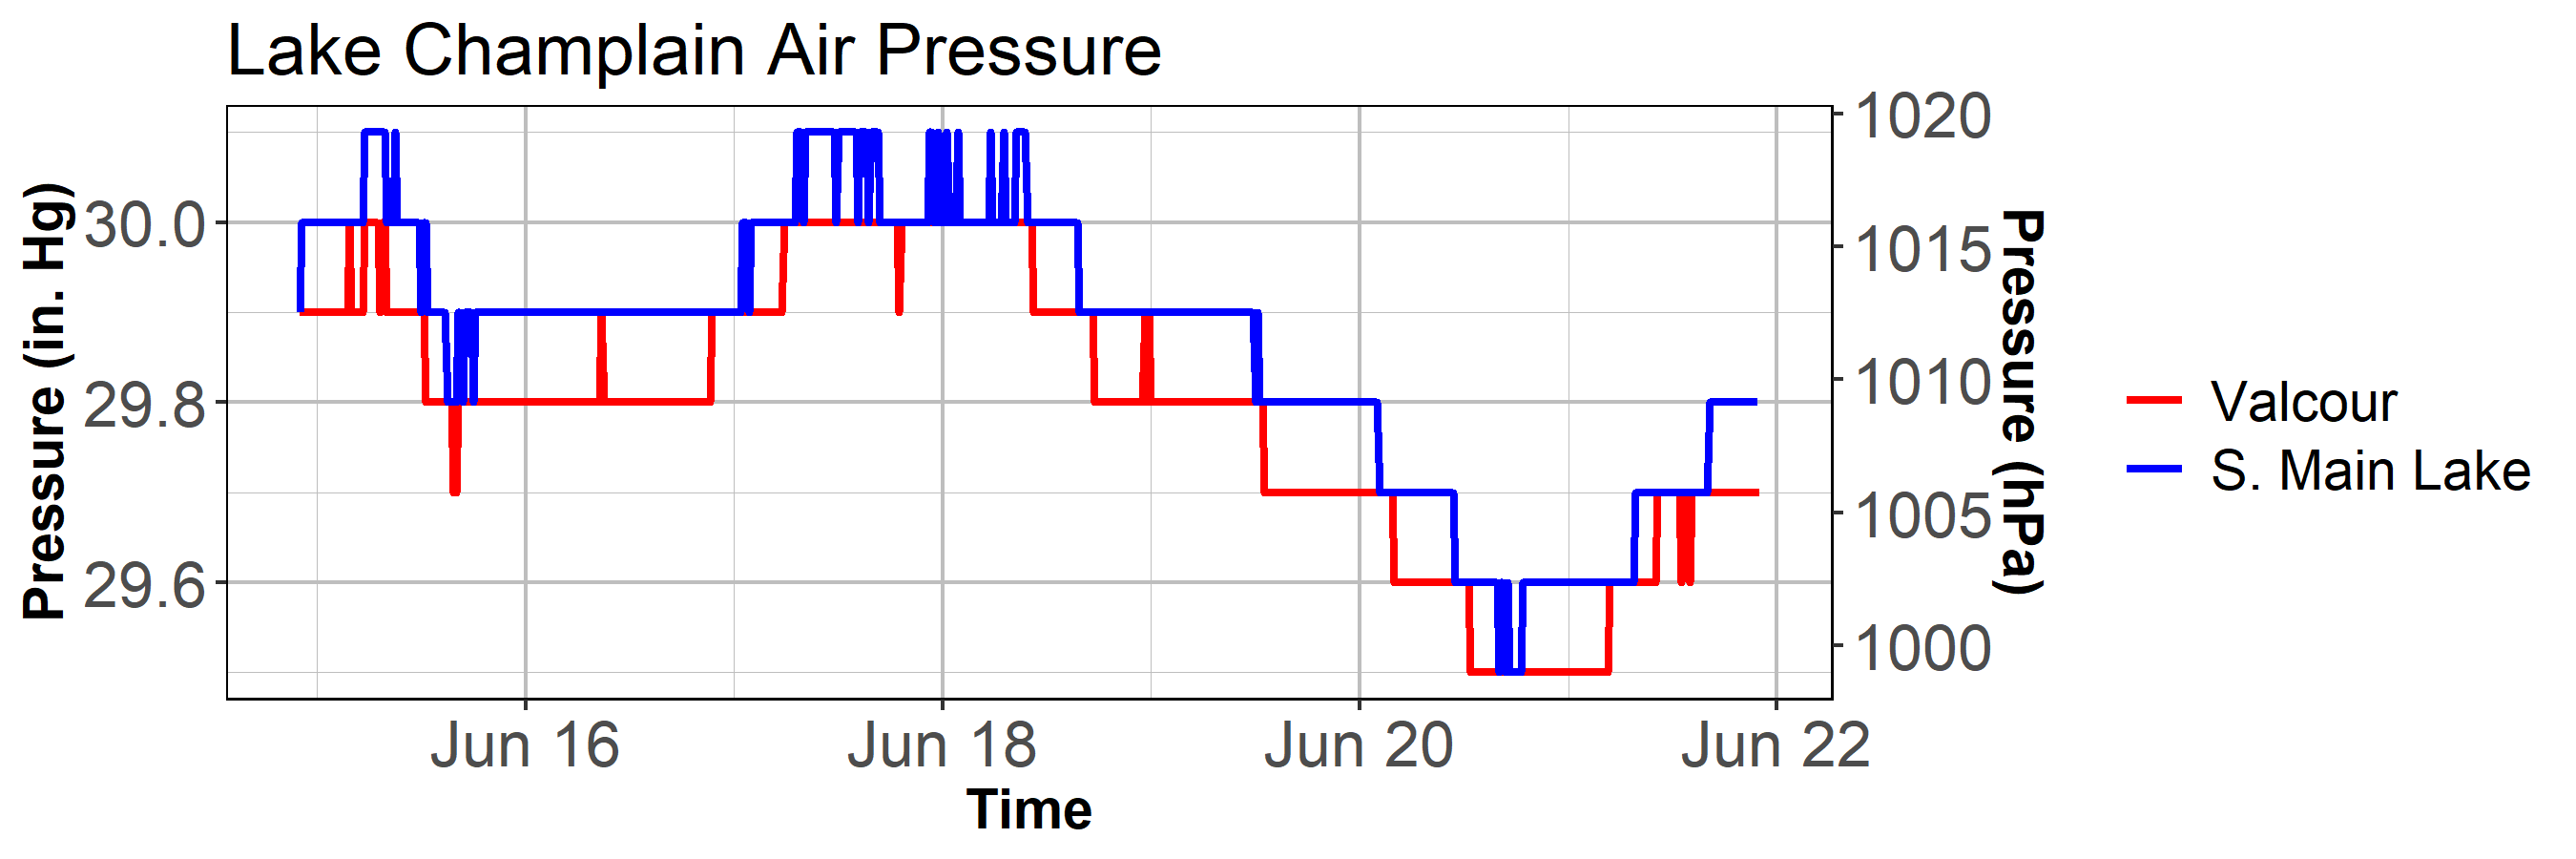 Lake Champlain Air Pressure
Pressure (in. Hg)
30.0
29.8
29.6
1020
1015
1010
1005
1000
Pressure (hPa)
Jun 16 Jun 18 Jun 20 Jun 22
Time
Valcour
S. Main Lake